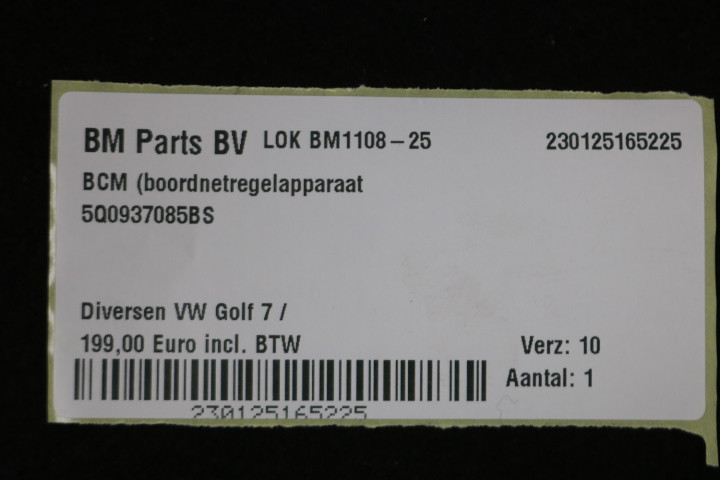 BM Parts BV LOK BM1108-25 230125165225
BCM (boordnetregelapparaat
5Q0937085BS
Diversen VW Golf 7 /
199,00 Euro incl. BTW Verz: 10
Aantal: 1
230125165225